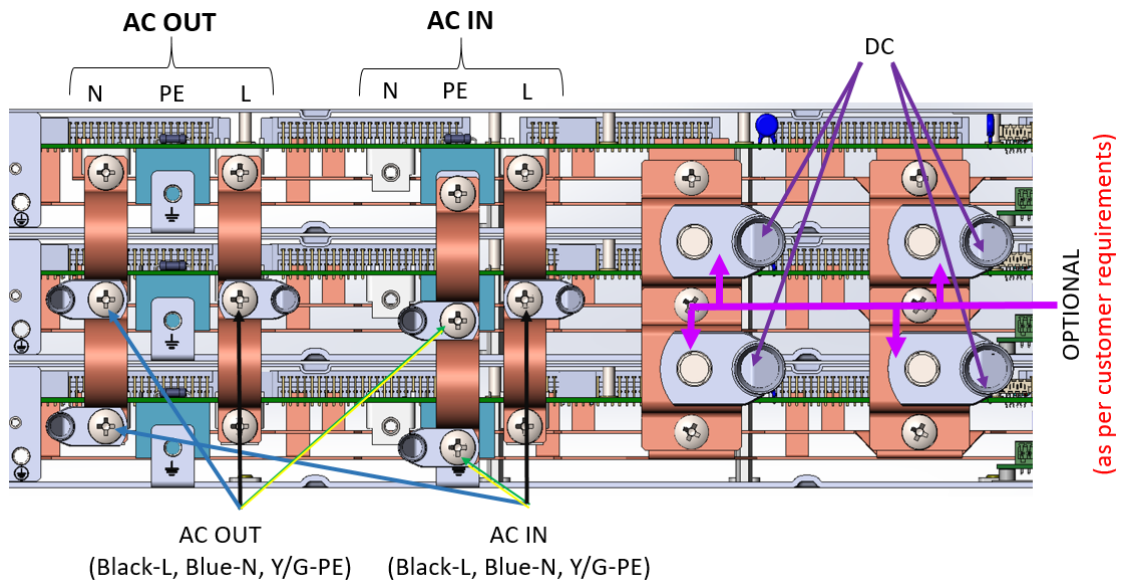 AC OUT
AC IN
DC
N PE L
N PE L
OPTIONAL
(as per customer requirements)
AC OUT
(Black-L, Blue-N, Y/G-PE)
AC IN
(Black-L, Blue-N, Y/G-PE)